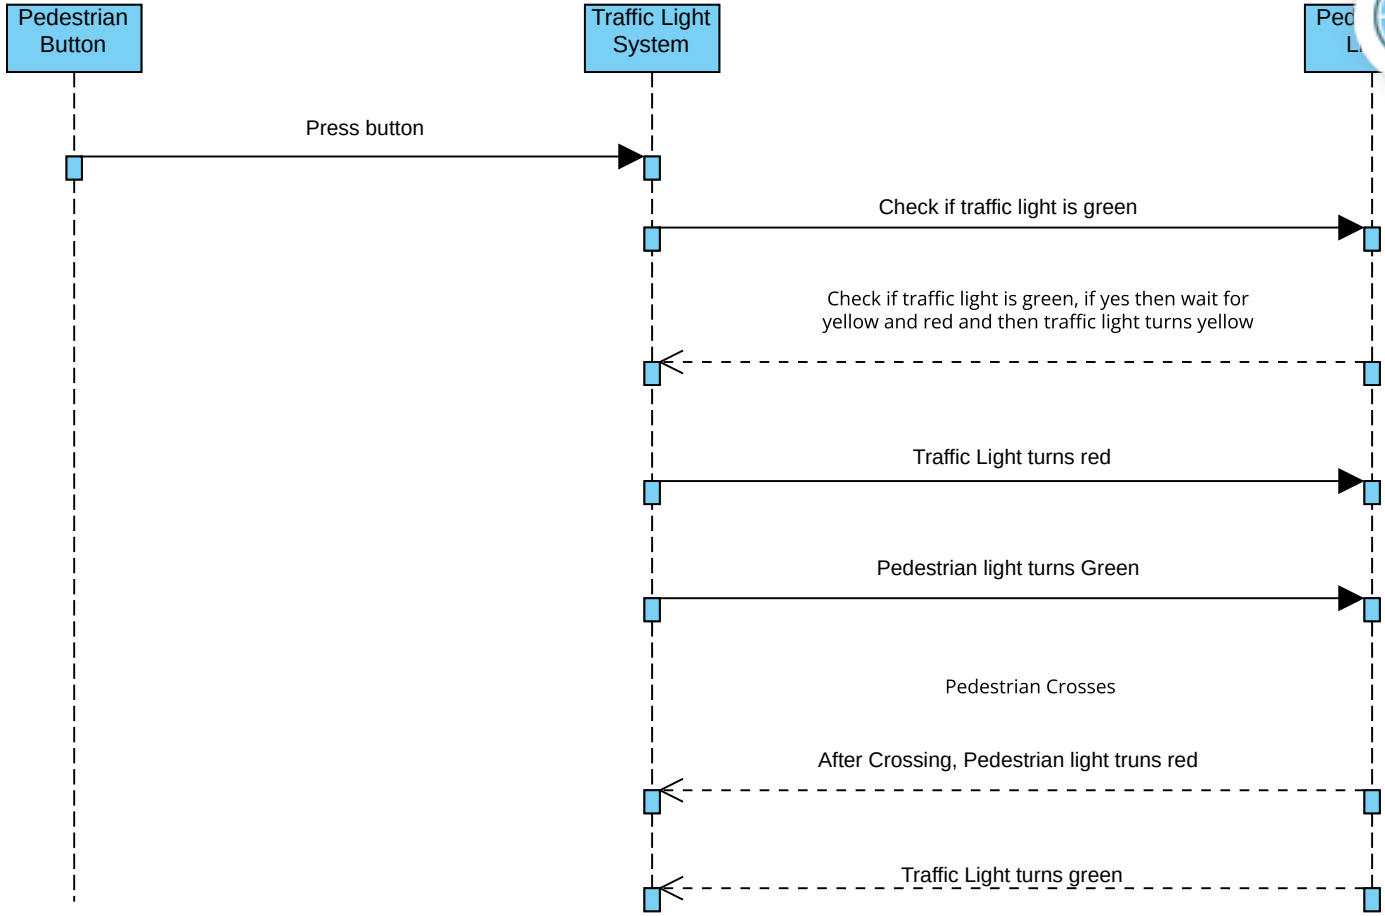 Pedestrian
Button
Traffic Light
System
Press button
Check if traffic light is green
Check if traffic light is green, if yes then wait for
yellow and red and then traffic light turns yellow
Traffic Light turns red
Pedestrian light turns Green
Pedestrian Crosses
After Crossing, Pedestrian light truns red
Traffic Light turns green